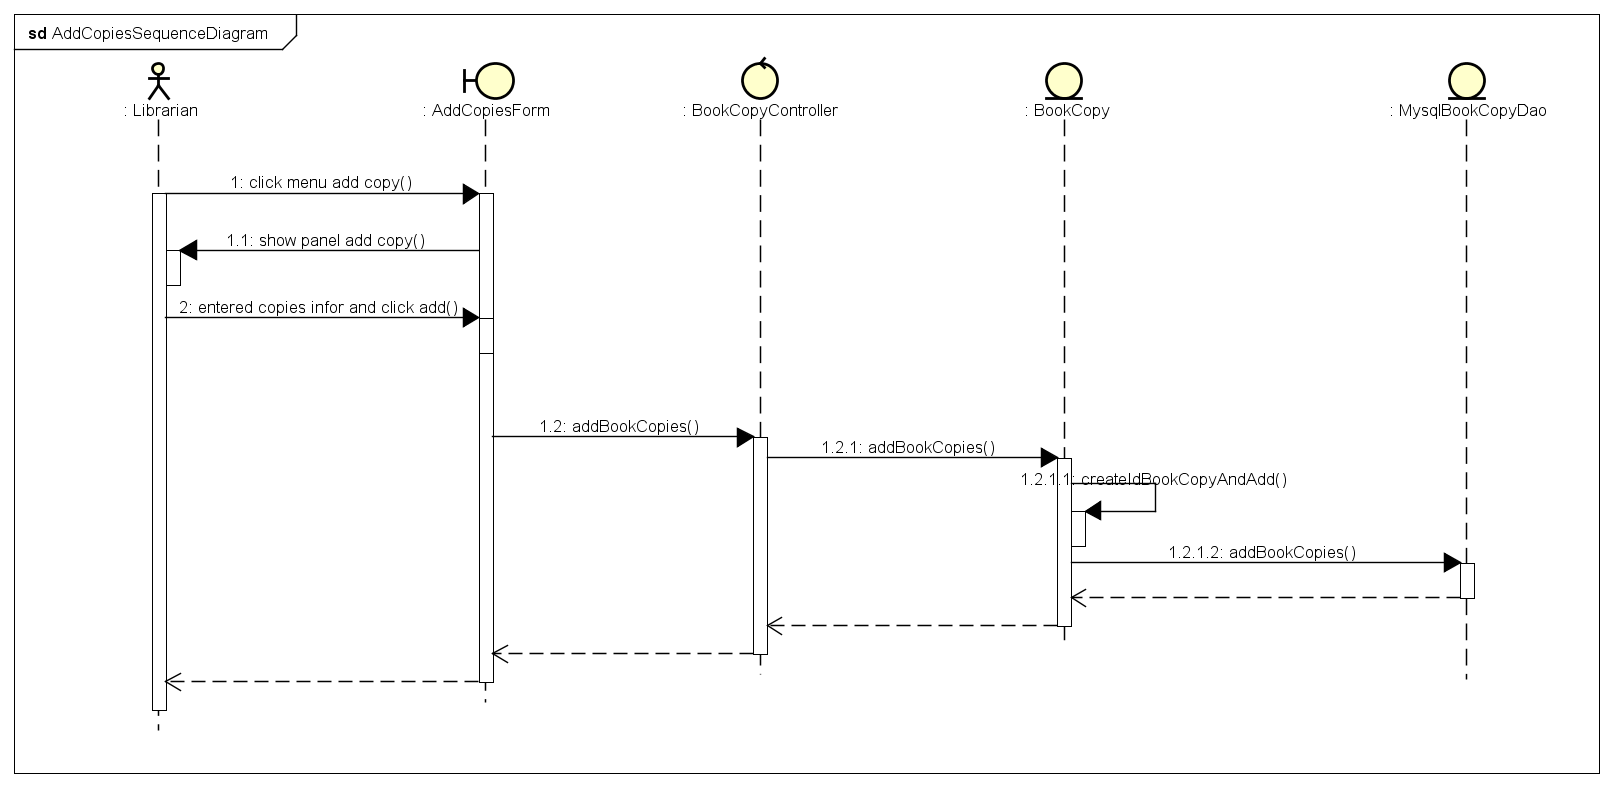 sd AddCopiesSequenceDiagram
: Librarian
: AddCopiesForm
: BookCopyController
: BookCopy
: MysqlBookCopyDao
1: click menu add copy()
1.1: show panel add copy()
2: entered copies infor and click add()
1.2: addBookCopies()
1.2.1: addBookCopies()
1.2.1.1: createIdBookCopyAndAdd()
1.2.1.2: addBookCopies()